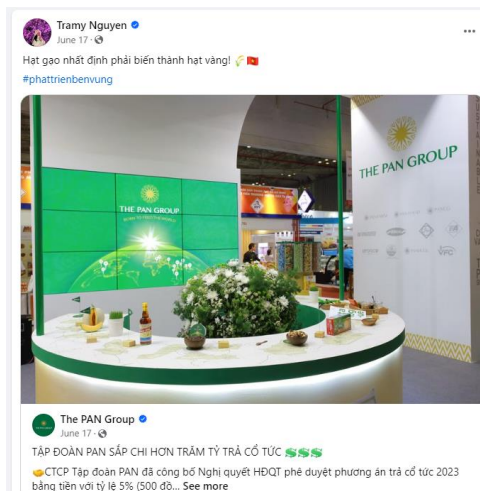 Tramy Nguyen
June 17 ·
Hạt gạo nhất định phải biến thành hạt vàng!
#phattrienbenvung
THE PAN GROUP
THE PAN GROUP
The PAN Group
June 17 ·
TẬP ĐOÀN PAN SẮP CHI HƠN TRĂM TỶ TRẢ CỔ TỨC
CTCP Tập đoàn PAN đã công bố Nghị quyết HĐQT phê duyệt phương án trả cổ tức 2023
bằng tiền với tỷ lệ 5% (500 đồ... See more